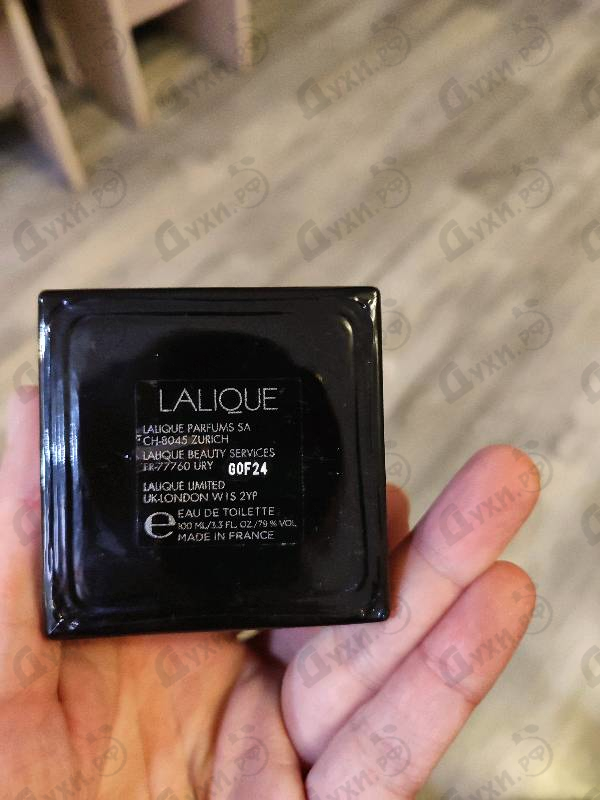 LALIQUE
LALIQUE PARFUMS SA
CH-8045 ZURICH
LALIQUE BEAUTY SERVICES
FR-77760 URY G0F24
LALIQUE LIMITED
UK-LONDON W1S 2YP
e EAU DE TOILETTE
100 ML/3.3 FL. OZ./79 % VOL.
MADE IN FRANCE
Духи.рф